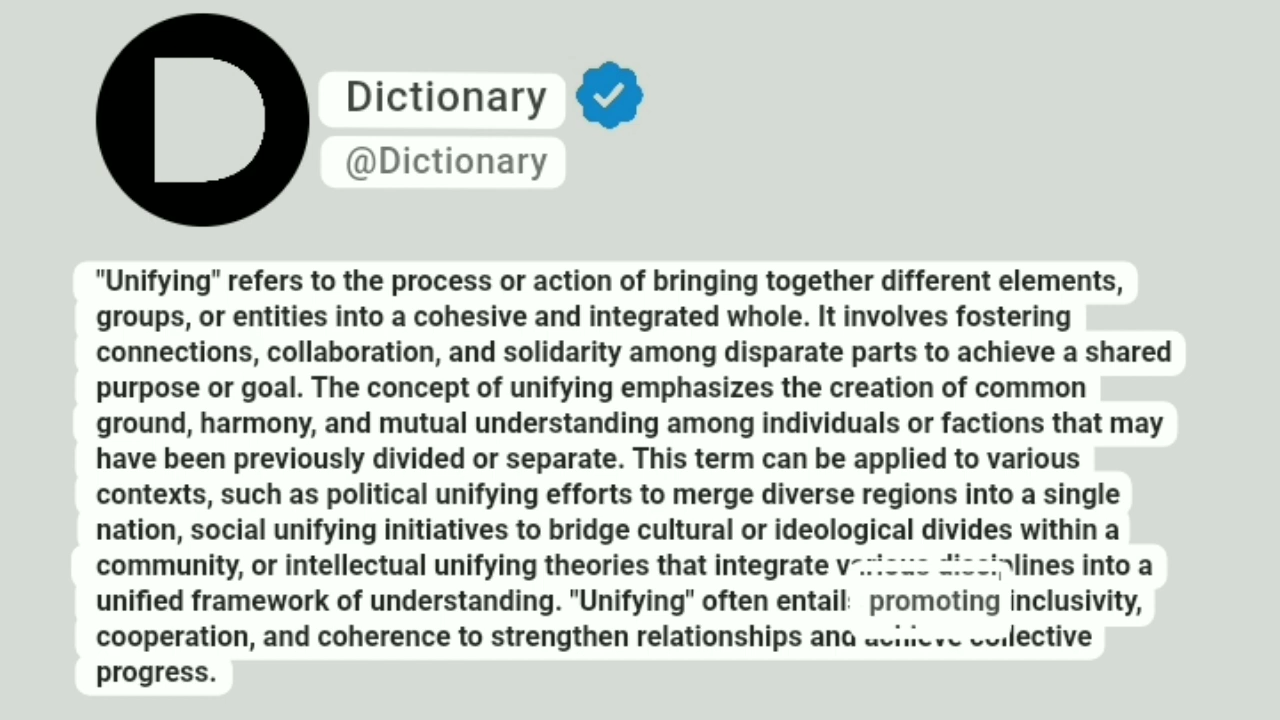 D
Dictionary
@Dictionary
"Unifying" refers to the process or action of bringing together different elements,
groups, or entities into a cohesive and integrated whole. It involves fostering
connections, collaboration, and solidarity among disparate parts to achieve a shared
purpose or goal. The concept of unifying emphasizes the creation of common
ground, harmony, and mutual understanding among individuals or factions that may
have been previously divided or separate. This term can be applied to various
contexts, such as political unifying efforts to merge diverse regions into a single
nation, social unifying initiatives to bridge cultural or ideological divides within a
community, or intellectual unifying theories that integrate various disciplines into a
unified framework of understanding. "Unifying" often entails promoting inclusivity,
cooperation, and coherence to strengthen relationships and achieve collective
progress.